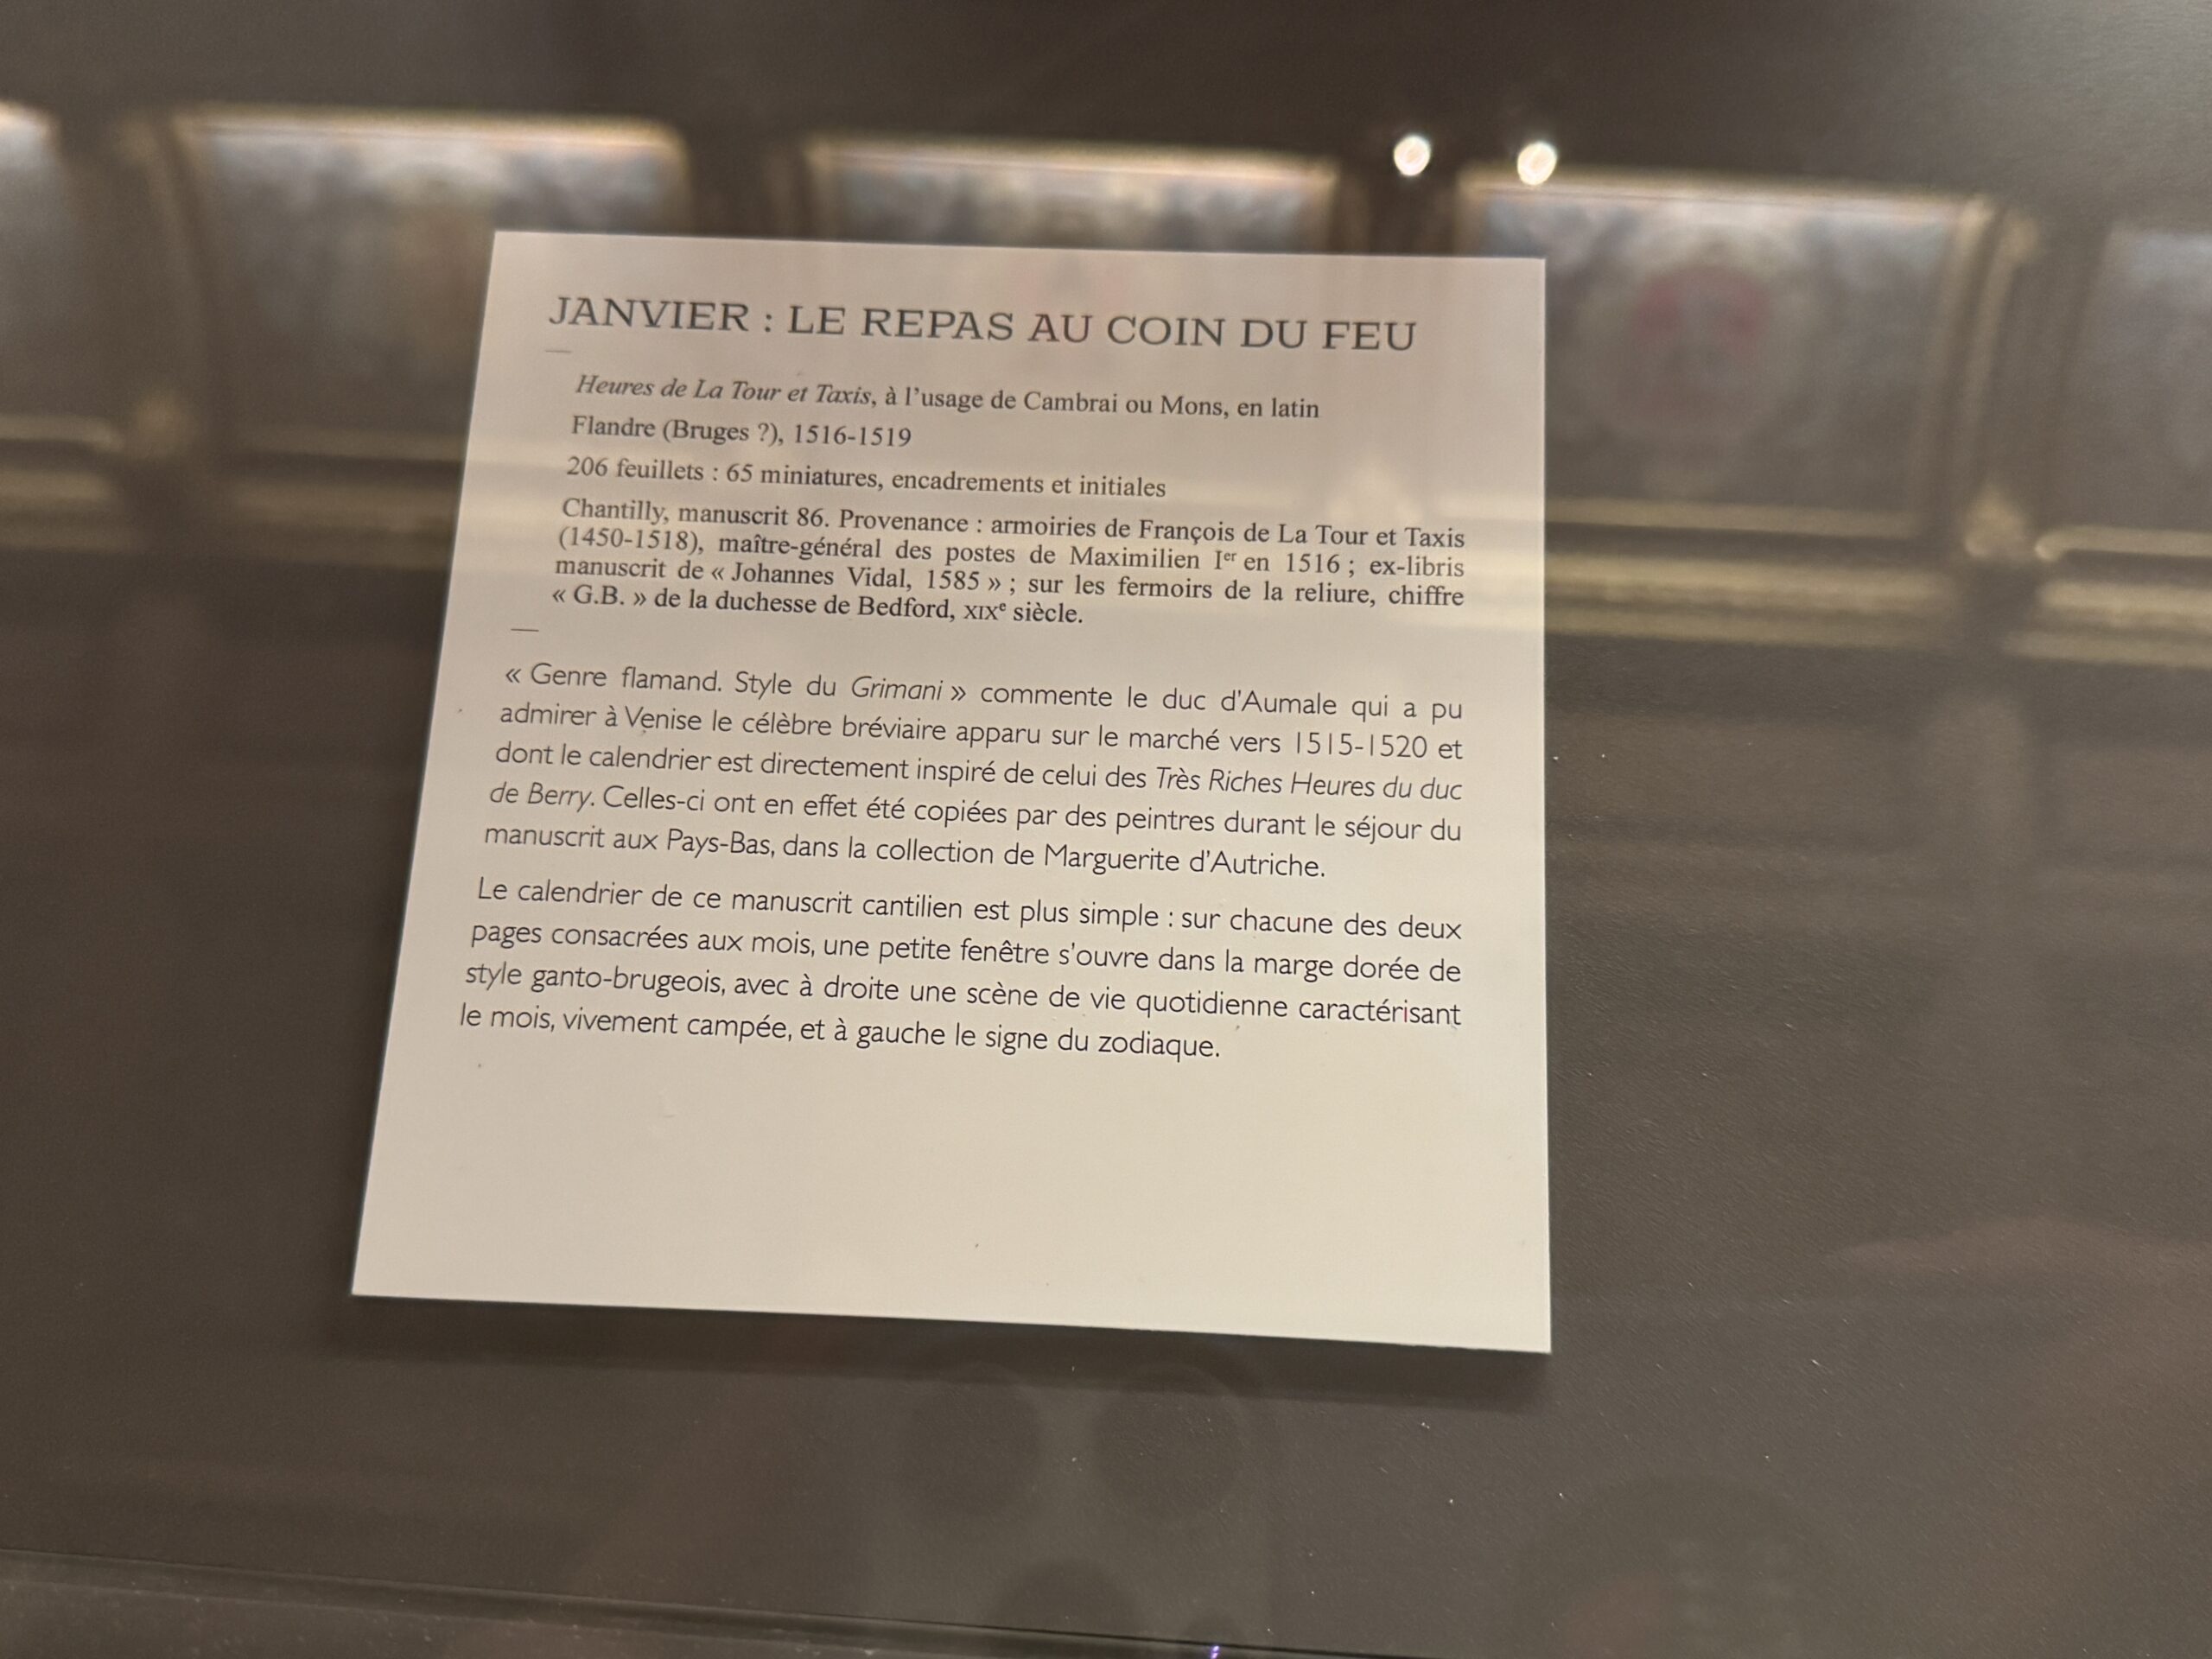 JANVIER : LE REPAS AU COIN DU FEU
Heures de La Tour et Taxis, à l’usage de Cambrai ou Mons, en latin
Flandre (Bruges ?), 1516-1519
206 feuillets : 65 miniatures, encadrements et initiales
Chantilly, manuscrit 86. Provenance : armoiries de François de La Tour et Taxis
(1450-1518), maître-général des postes de Maximilien Ier en 1516 ; ex-libris
manuscrit de « Johannes Vidal, 1585 » ; sur les fermoirs de la reliure, chiffre
« G.B. » de la duchesse de Bedford, XIXe siècle.
« Genre flamand. Style du Grimani » commente le duc d’Aumale qui a pu
admirer à Venise le célèbre bréviaire apparu sur le marché vers 1515-1520 et
dont le calendrier est directement inspiré de celui des Très Riches Heures du duc
de Berry. Celles-ci ont en effet été copiées par des peintres durant le séjour du
manuscrit aux Pays-Bas, dans la collection de Marguerite d’Autriche.
Le calendrier de ce manuscrit cantilien est plus simple : sur chacune des deux
pages consacrées aux mois, une petite fenêtre s’ouvre dans la marge dorée de
style ganto-brugeois, avec à droite une scène de vie quotidienne caractérisant
le mois, vivement campée, et à gauche le signe du zodiaque.